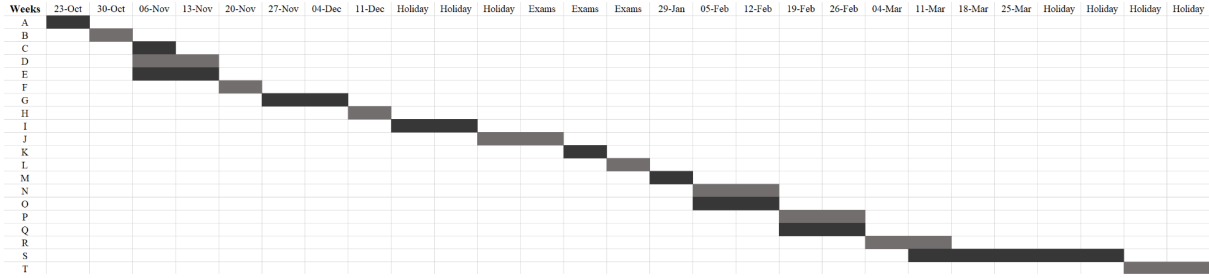 Weeks 23-Oct 30-Oct 06-Nov 13-Nov 20-Nov 27-Nov 04-Dec 11-Dec Holiday Holiday Holiday Exams Exams Exams 29-Jan 05-Feb 12-Feb 19-Feb 26-Feb 04-Mar 11-Mar 18-Mar 25-Mar Holiday Holiday Holiday Holiday
A
B
C
D
E
F
G
H
I
J
K
L
M
N
O
P
Q
R
S
T